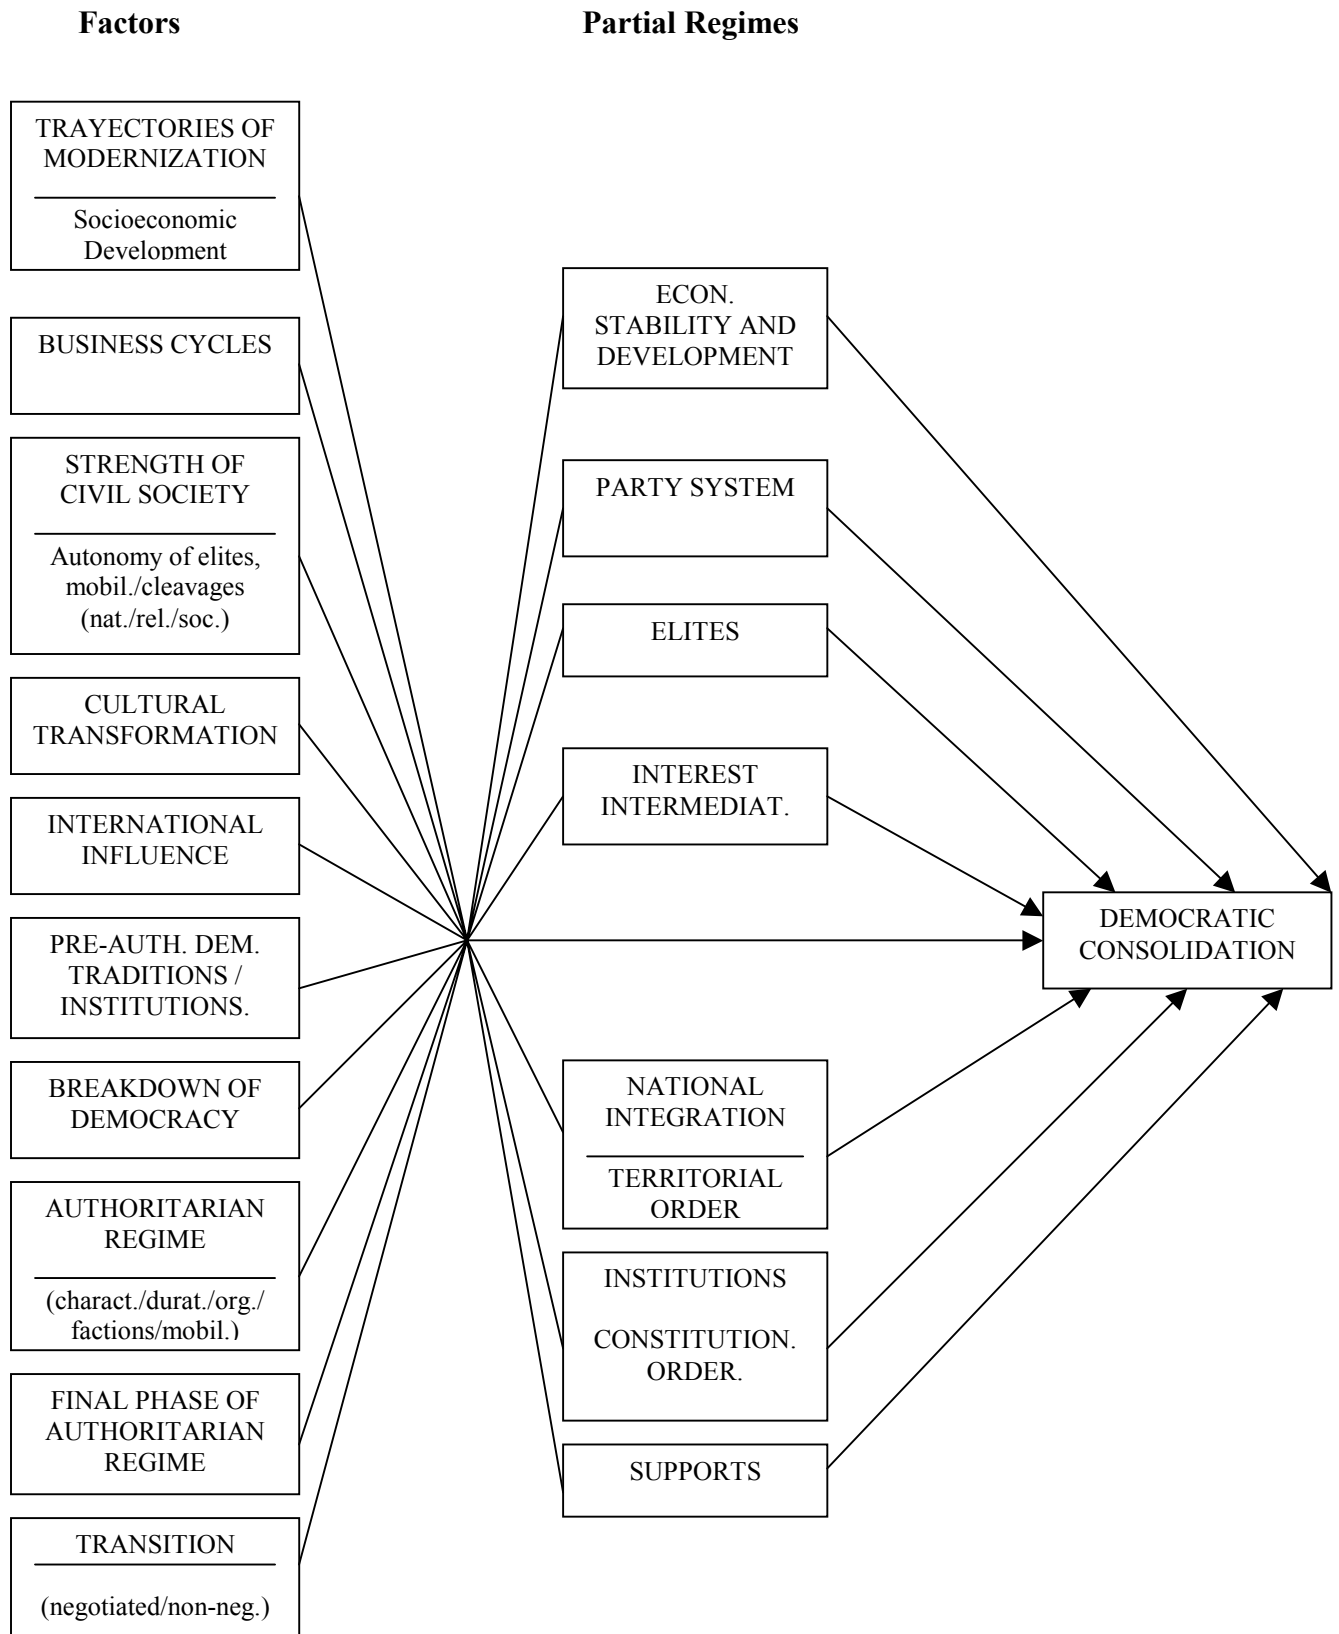 Factors
Partial Regimes
TRAYECTORIES OF
MODERNIZATION
Socioeconomic
Development
BUSINESS CYCLES
STRENGTH OF
CIVIL SOCIETY
Autonomy of elites,
mobil./cleavages
(nat./rel./soc.)
CULTURAL
TRANSFORMATION
INTERNATIONAL
INFLUENCE
PRE-AUTH. DEM.
TRADITIONS /
INSTITUTIONS.
BREAKDOWN OF
DEMOCRACY
AUTHORITARIAN
REGIME
(charact./durat./org./
factions/mobil.)
FINAL PHASE OF
AUTHORITARIAN
REGIME
TRANSITION
(negotiated/non-neg.)
ECON.
STABILITY AND
DEVELOPMENT
PARTY SYSTEM
ELITES
INTEREST
INTERMEDIAT.
NATIONAL
INTEGRATION
TERRITORIAL
ORDER
INSTITUTIONS
CONSTITUTION.
ORDER.
SUPPORTS
DEMOCRATIC
CONSOLIDATION